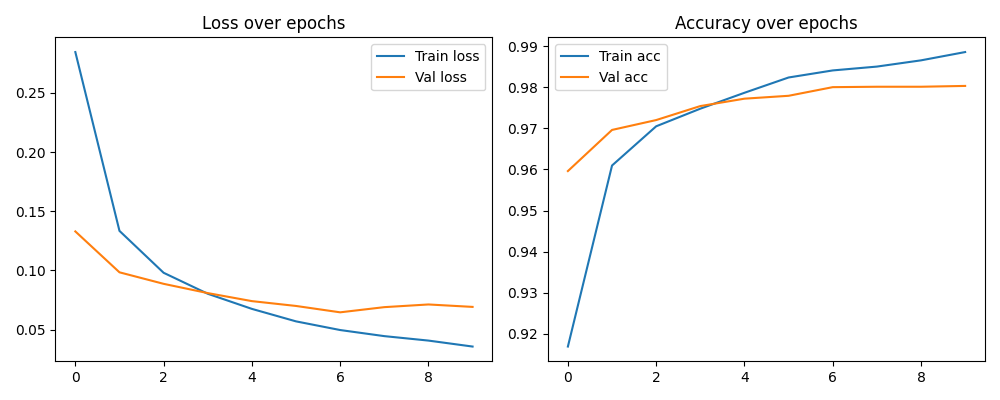 Loss over epochs
Train loss
Val loss
0.25
0.20
0.15
0.10
0.05
0 2 4 6 8
Accuracy over epochs
Train acc
Val acc
0.99
0.98
0.97
0.96
0.95
0.94
0.93
0.92
0 2 4 6 8